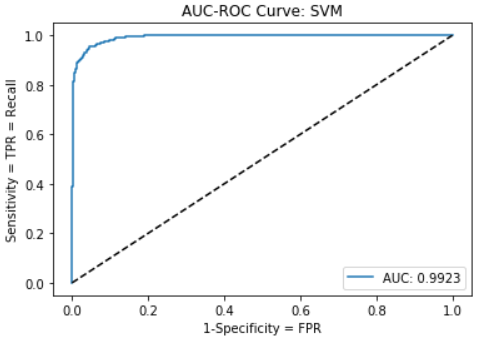 AUC-ROC Curve: SVM
Sensitivity = TPR = Recall
1.0
0.8
0.6
0.4
0.2
0.0
AUC: 0.9923
0.0 0.2 0.4 0.6 0.8 1.0
1-Specificity = FPR